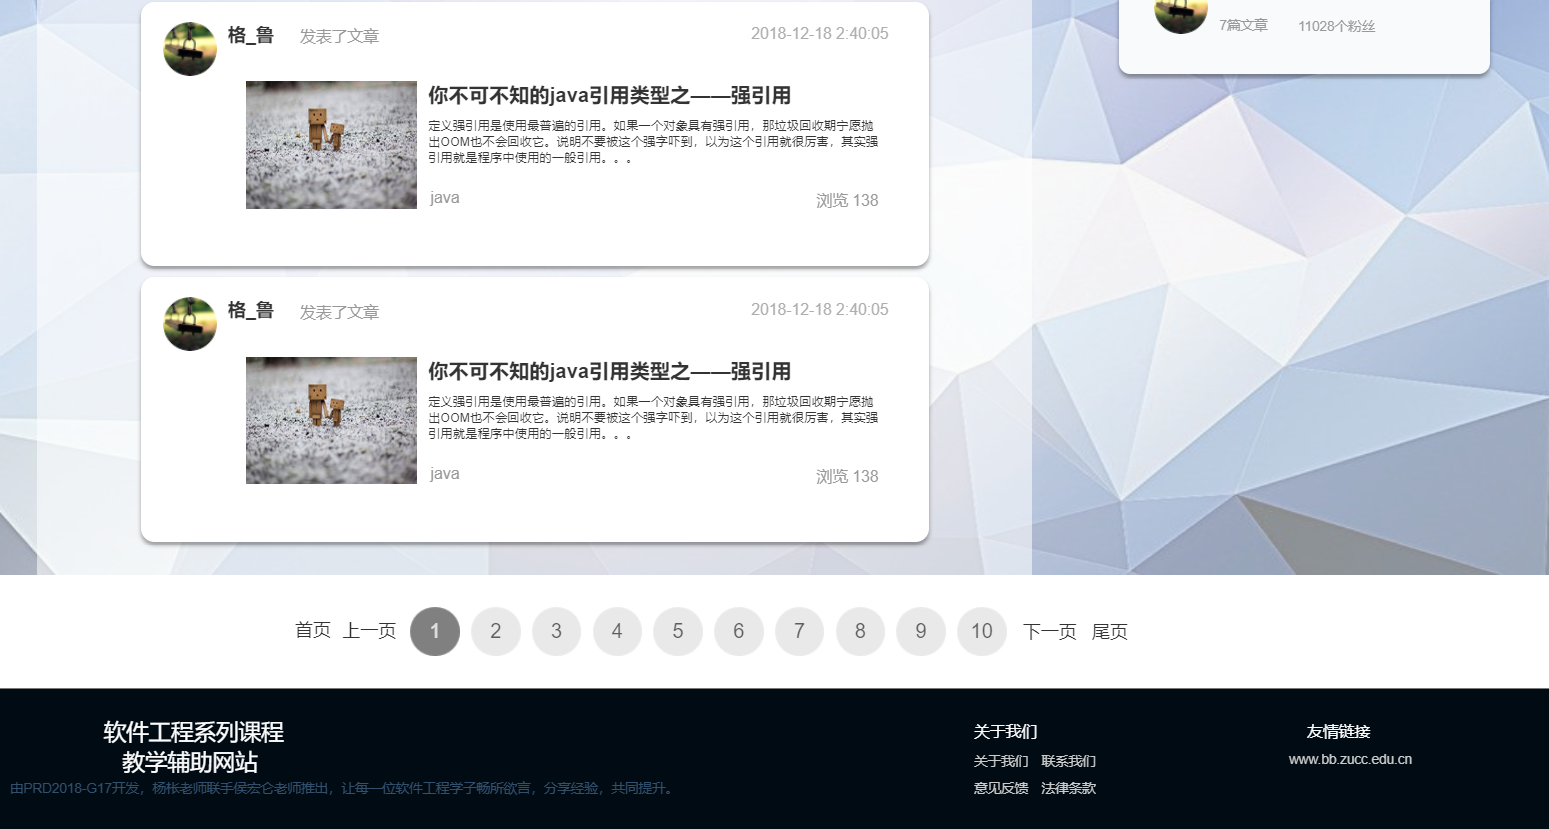 7篇文章 11028个粉丝
格_鲁 发表了文章 2018-12-18 2:40:05
你不可不知的java引用类型之——强引用
定义强引用是使用最普遍的引用。如果一个对象具有强引用，那垃圾回收期宁愿抛
出OOM也不会回收它。说明不要被这个强字吓到，以为这个引用就很厉害，其实强
引用就是程序中使用的一般引用。。。
java 浏览 138
格_鲁 发表了文章 2018-12-18 2:40:05
你不可不知的java引用类型之——强引用
定义强引用是使用最普遍的引用。如果一个对象具有强引用，那垃圾回收期宁愿抛
出OOM也不会回收它。说明不要被这个强字吓到，以为这个引用就很厉害，其实强
引用就是程序中使用的一般引用。。。
java 浏览 138
首页 上一页 1 2 3 4 5 6 7 8 9 10 下一页 尾页
软件工程系列课程
教学辅助网站
由PRD2018-G17开发，杨枨老师联手侯宏仑老师推出，让每一位软件工程学子畅所欲言，分享经验，共同提升。
关于我们
关于我们 联系我们
意见反馈 法律条款
友情链接
www.bb.zucc.edu.cn